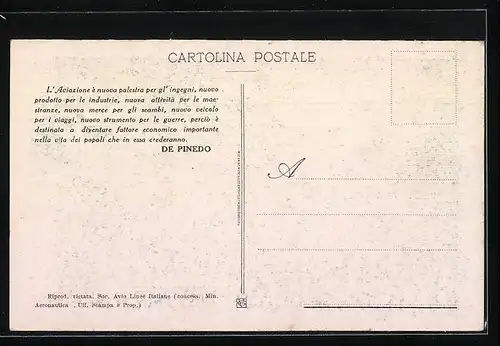 CARTOLINA POSTALE
L'Aviazione è nuova palestra per gl' ingegni, nuovo
prodotto per le industrie, nuova attività per le mae-
stranze, nuova merce per gli scambi, nuovo veicolo
per i viaggi, nuovo strumento per le guerre, perciò è
destinata a diventare fattore economico importante
nella vita dei popoli che in essa crederanno.
DE PINEDO
A
Riprod. vietata. Soc. Avio Linee Italiane (concess. Min.
Aeronautica . Uff. Stampa e Prop.)